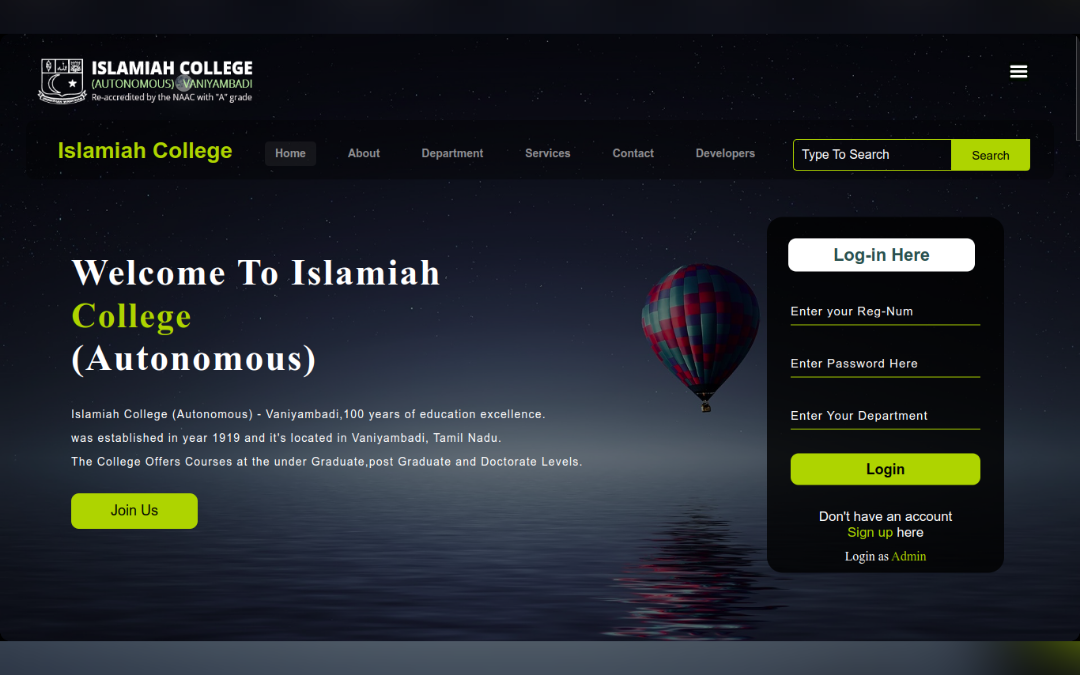 ISLAMIAH COLLEGE
(AUTONOMOUS) - VANIYAMBADI
Re-accredited by the NAAC with "A" grade
Islamiah College
Home
About
Department
Services
Contact
Developers
Type To Search
Search
Welcome To Islamiah
College
(Autonomous)
Islamiah College (Autonomous) - Vaniyambadi,100 years of education excellence.
was established in year 1919 and it's located in Vaniyambadi, Tamil Nadu.
The College Offers Courses at the under Graduate,post Graduate and Doctorate Levels.
Join Us
Log-in Here
Enter your Reg-Num
Enter Password Here
Enter Your Department
Login
Don't have an account
Sign up here
Login as Admin